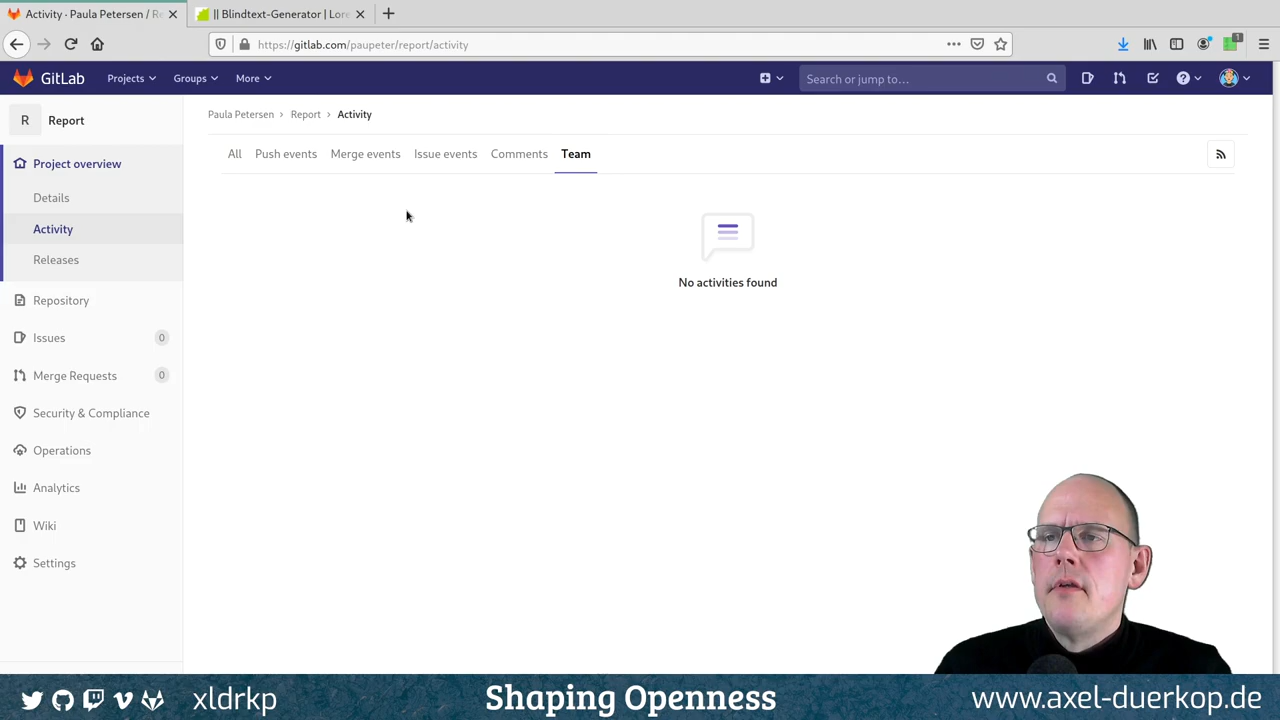 Activity · Paula Petersen / Re
|| Blindtext-Generator | Lore
https://gitlab.com/paupeter/report/activity
1
GitLab
Projects
Groups
More
Search or jump to…
R
Report
Paula Petersen › Report › Activity
All
Push events
Merge events
Issue events
Comments
Team
Project overview
Details
Activity
Releases
Repository
Issues
0
Merge Requests
0
Security & Compliance
Operations
Analytics
Wiki
Settings
No activities found
xldrkp
Shaping Openness
www.axel-duerkop.de